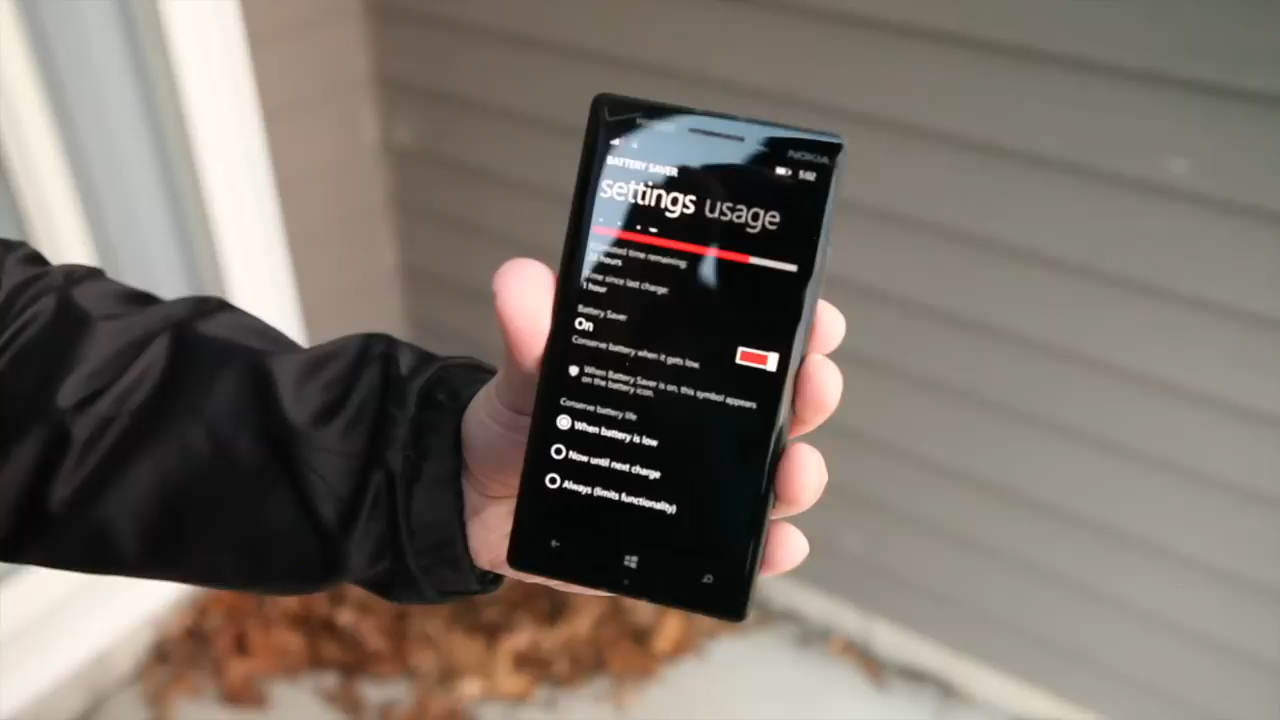 NOKIA
5:02
BATTERY SAVER
settings usage
time remaining:
hours
Time since last charge:
1 hour
Battery Saver
On
Conserve battery when it gets low.
When Battery Saver is on, this symbol appears
on the battery icon.
Conserve battery life
When battery is low
Now until next charge
Always (limits functionality)